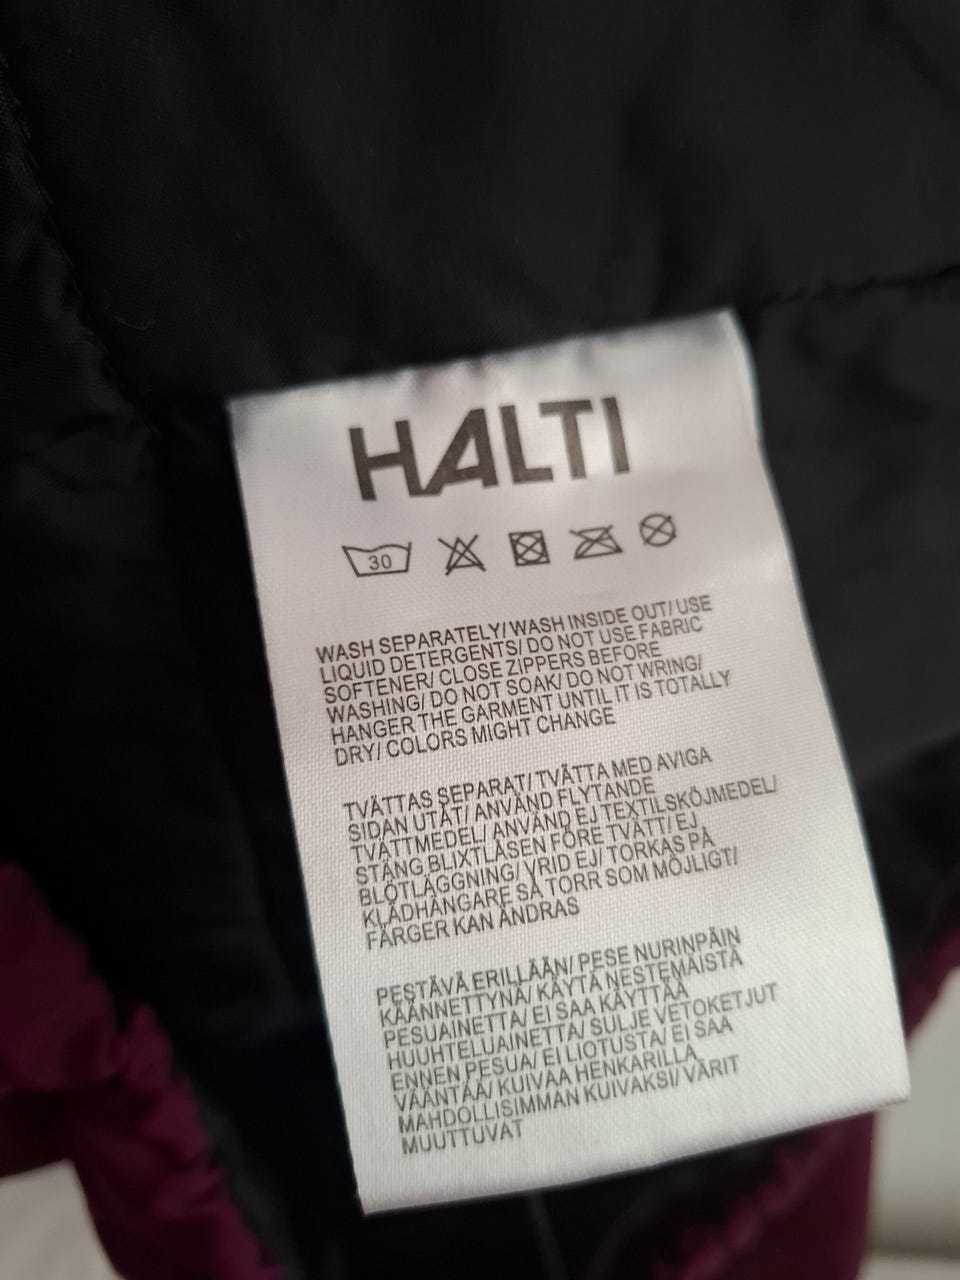 HALTI
30
WASH SEPARATELY/ WASH INSIDE OUT/ USE
LIQUID DETERGENTS/ DO NOT USE FABRIC
SOFTENER/ CLOSE ZIPPERS BEFORE
WASHING/ DO NOT SOAK/ DO NOT WRING/
HANGER THE GARMENT UNTIL IT IS TOTALLY
DRY/ COLORS MIGHT CHANGE
TVÄTTAS SEPARAT/ TVÄTTA MED AVIGA
SIDAN UTÅT/ ANVÄND FLYTANDE
TVÄTTMEDEL/ ANVÄND EJ TEXTILSKÖJMEDEL/
STÄNG BLIXTLÅSEN FÖRE TVÄTT/ EJ
BLÖTLÄGGNING/ VRID EJ/ TORKAS PÅ
KLÄDHÄNGARE SÅ TORR SOM MÖJLIGT/
FÄRGER KAN ÄNDRAS
PESTÄVÄ ERILLÄÄN/ PESE NURINPÄIN
KÄÄNNETTYNÄ/ KÄYTÄ NESTEMÄISTÄ
PESUAINETTA/ EI SAA KÄYTTÄÄ
HUUHTELUAINETTA/ SULJE VETOKETJUT
ENNEN PESUA/ EI LIOTUSTA/ EI SAA
VÄÄNTÄÄ/ KUIVAA HENKARILLA
MAHDOLLISIMMAN KUIVAKSI/ VÄRIT
MUUTTUVAT